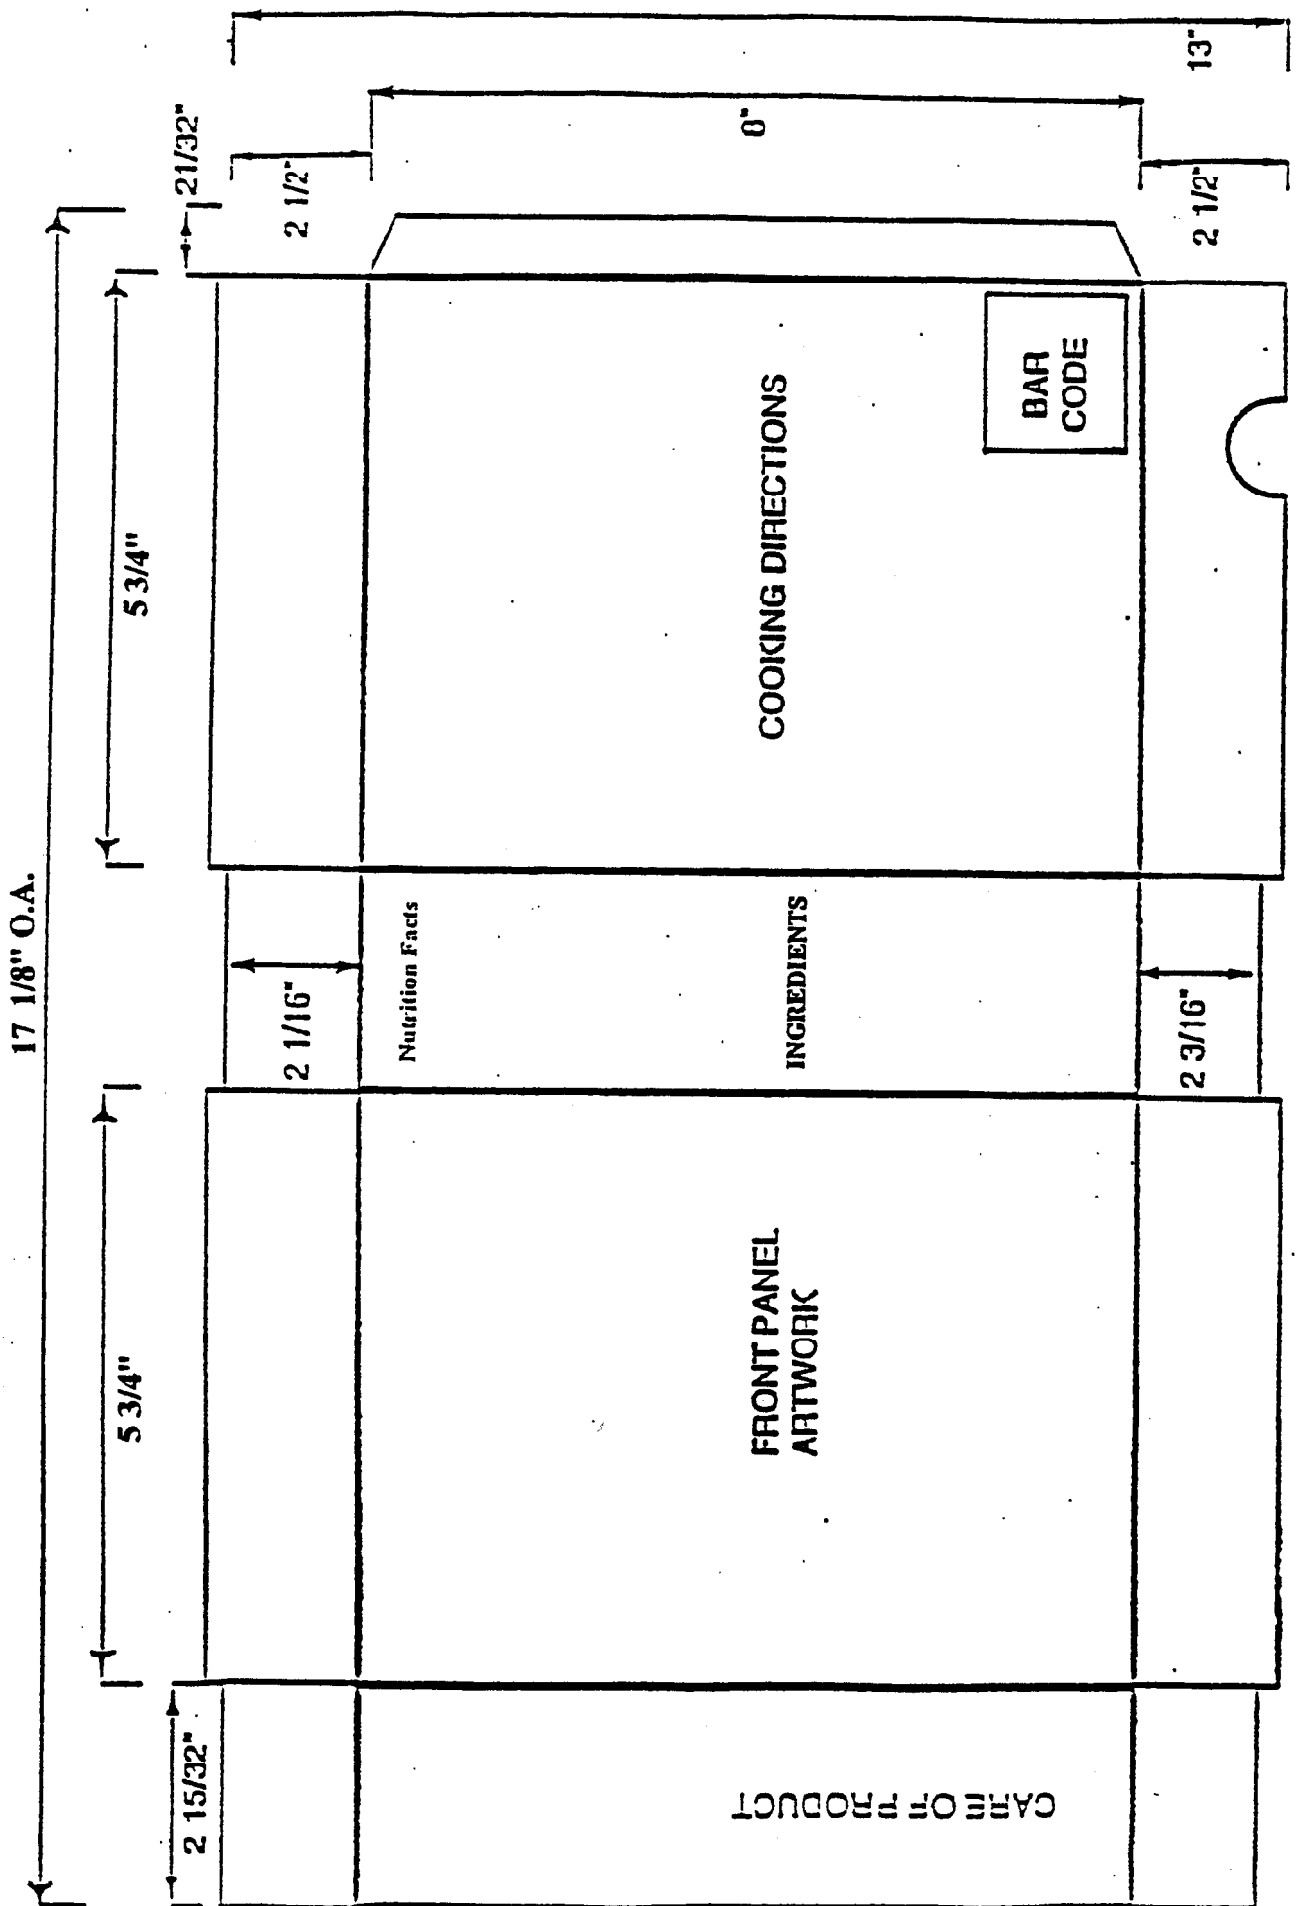 17 1/8" O.A.
5 3/4"
5 3/4"
2 15/32"
21/32"
2 1/2"
8"
13"
2 1/2"
2 1/16"
2 3/16"
Nutrition Facts
INGREDIENTS
COOKING DIRECTIONS
BAR
CODE
FRONT PANEL
ARTWORK
CARE OF PRODUCT